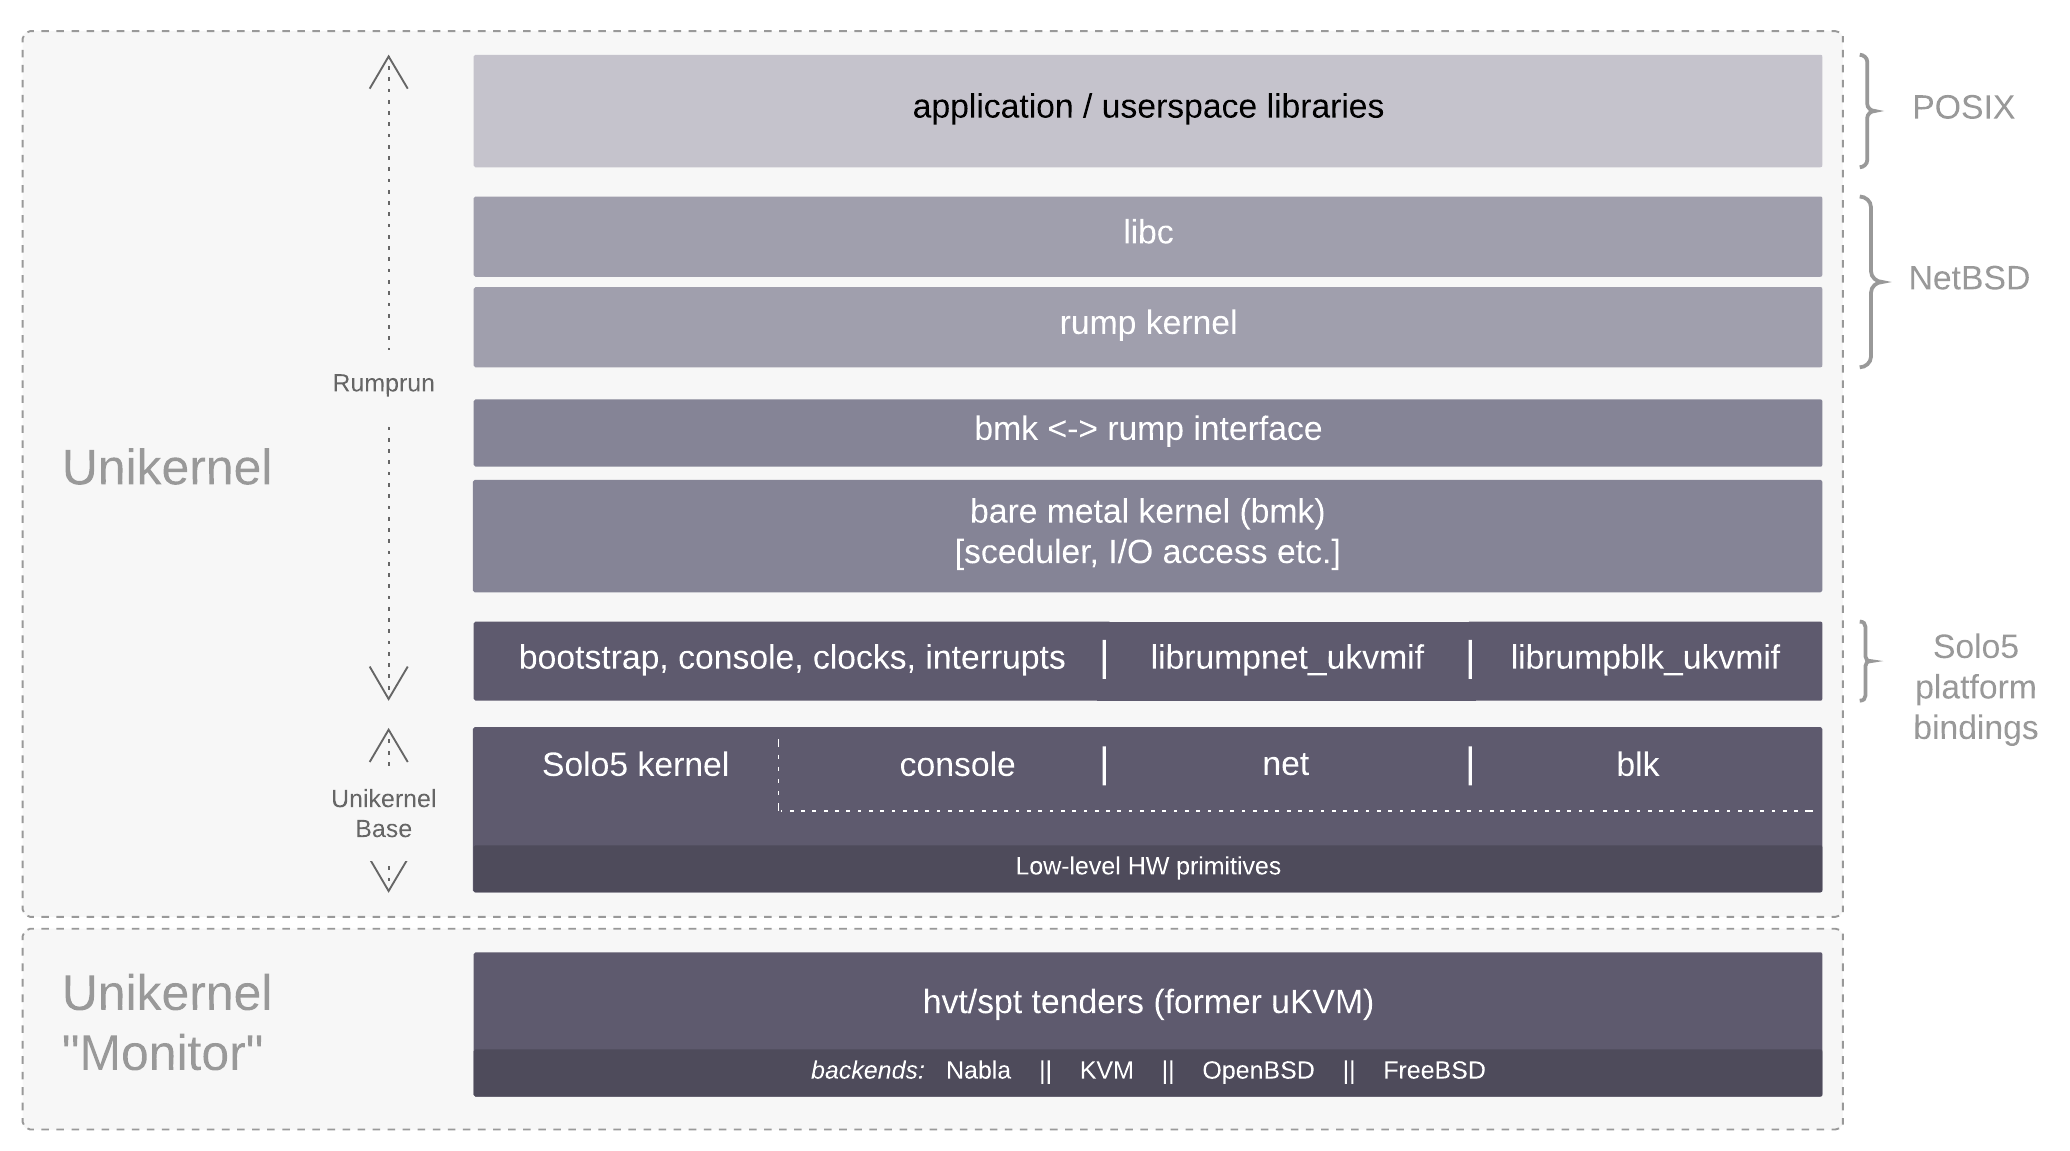 application / userspace libraries
POSIX
libc
NetBSD
rump kernel
Rumprun
bmk <-> rump interface
Unikernel
bare metal kernel (bmk)
[sceduler, I/O access etc.]
bootstrap, console, clocks, interrupts | librumpnet_ukvmif | librumpblk_ukvmif
Solo5
platform
bindings
Solo5 kernel console | net | blk
Unikernel
Base
Low-level HW primitives
Unikernel
"Monitor"
hvt/spt tenders (former uKVM)
backends: Nabla || KVM || OpenBSD || FreeBSD